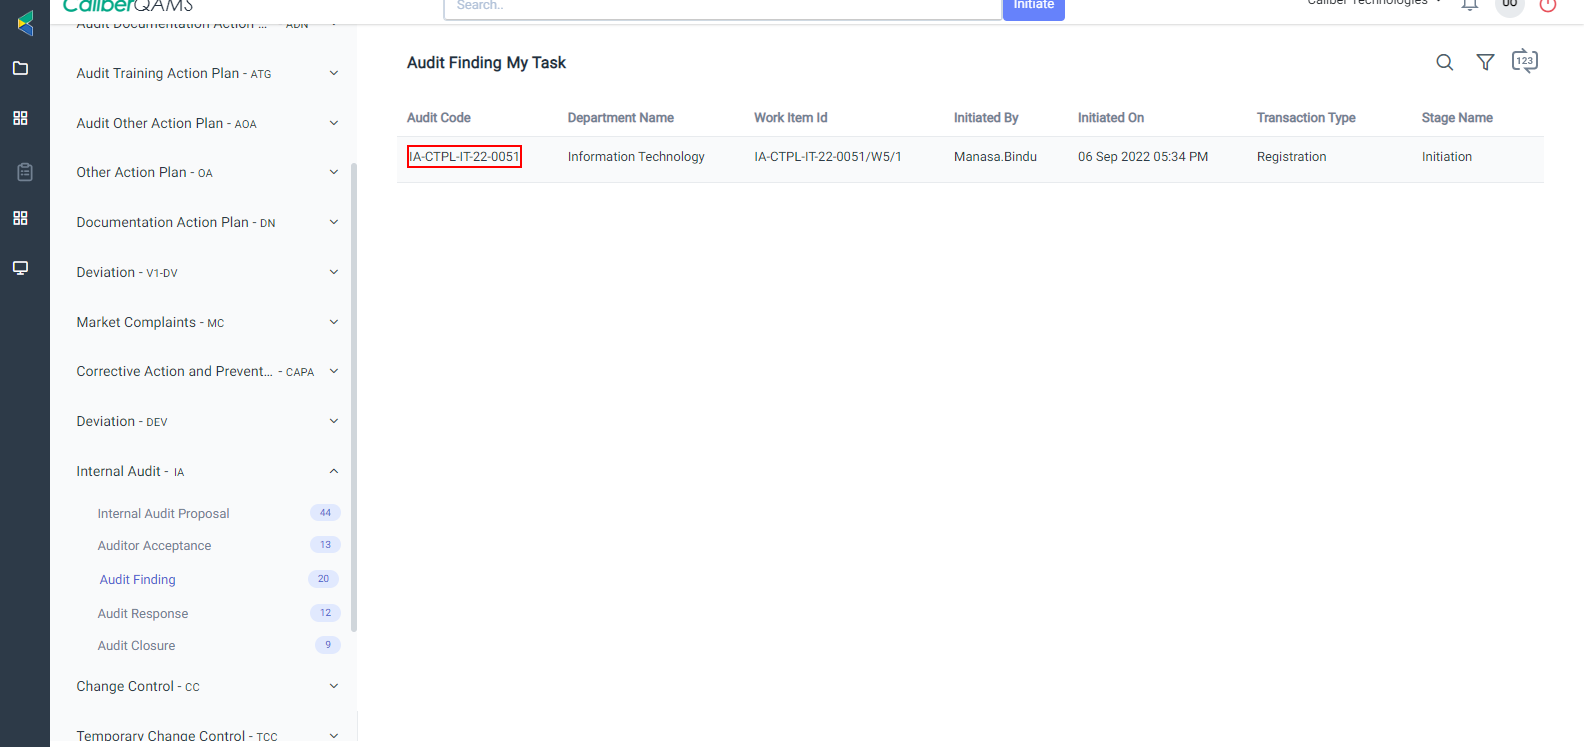 CaliberQAMS
Search..
Initiate
Caliber Technologies
00
Audit Documentation Action ... - ADN
Audit Training Action Plan - ATG
Audit Other Action Plan - AOA
Other Action Plan - OA
Documentation Action Plan - DN
Deviation - V1-DV
Market Complaints - MC
Corrective Action and Prevent... - CAPA
Deviation - DEV
Internal Audit - IA
Internal Audit Proposal 44
Auditor Acceptance 13
Audit Finding 20
Audit Response 12
Audit Closure 9
Change Control - CC
Temporary Change Control - TCC
Audit Finding My Task
123
Audit Code Department Name Work Item Id Initiated By Initiated On Transaction Type Stage Name
IA-CTPL-IT-22-0051 Information Technology IA-CTPL-IT-22-0051/W5/1 Manasa.Bindu 06 Sep 2022 05:34 PM Registration Initiation